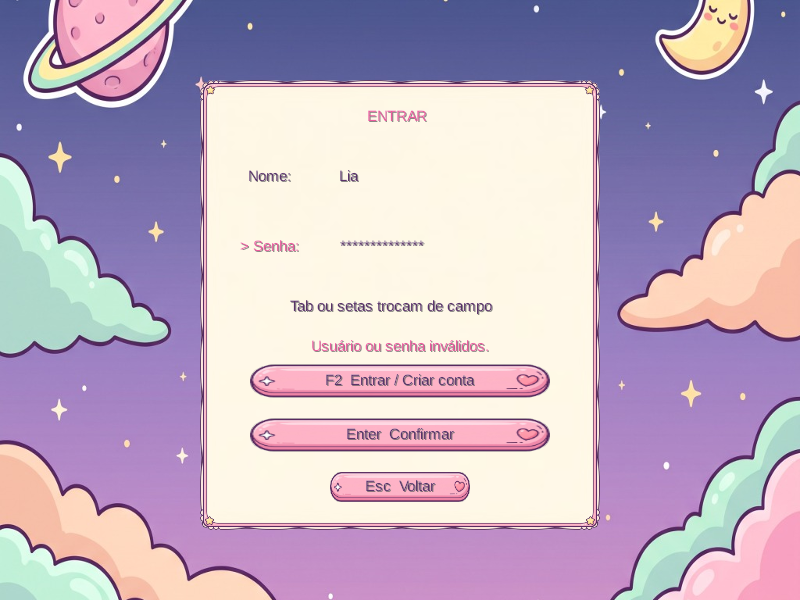 ENTRAR
Nome: Lia
> Senha: **************
Tab ou setas trocam de campo
Usuário ou senha inválidos.
F2 Entrar / Criar conta
Enter Confirmar
Esc Voltar